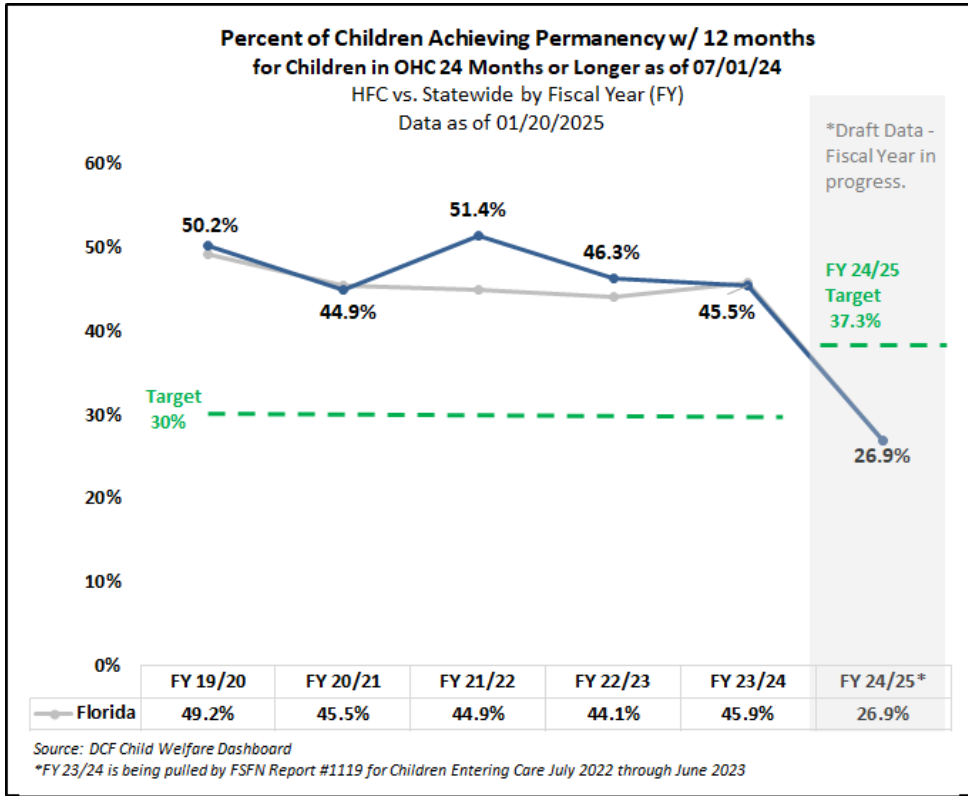 Percent of Children Achieving Permanency w/ 12 months
for Children in OHC 24 Months or Longer as of 07/01/24
HFC vs. Statewide by Fiscal Year (FY)
Data as of 01/20/2025
*Draft Data -
Fiscal Year in
progress.
60%
50%
40%
30%
20%
10%
0%
50.2%
44.9%
51.4%
46.3%
45.5%
26.9%
FY 24/25
Target
37.3%
Target
30%
FY 19/20 FY 20/21 FY 21/22 FY 22/23 FY 23/24 FY 24/25*
Florida 49.2% 45.5% 44.9% 44.1% 45.9% 26.9%
Source: DCF Child Welfare Dashboard
*FY 23/24 is being pulled by FSFN Report #1119 for Children Entering Care July 2022 through June 2023